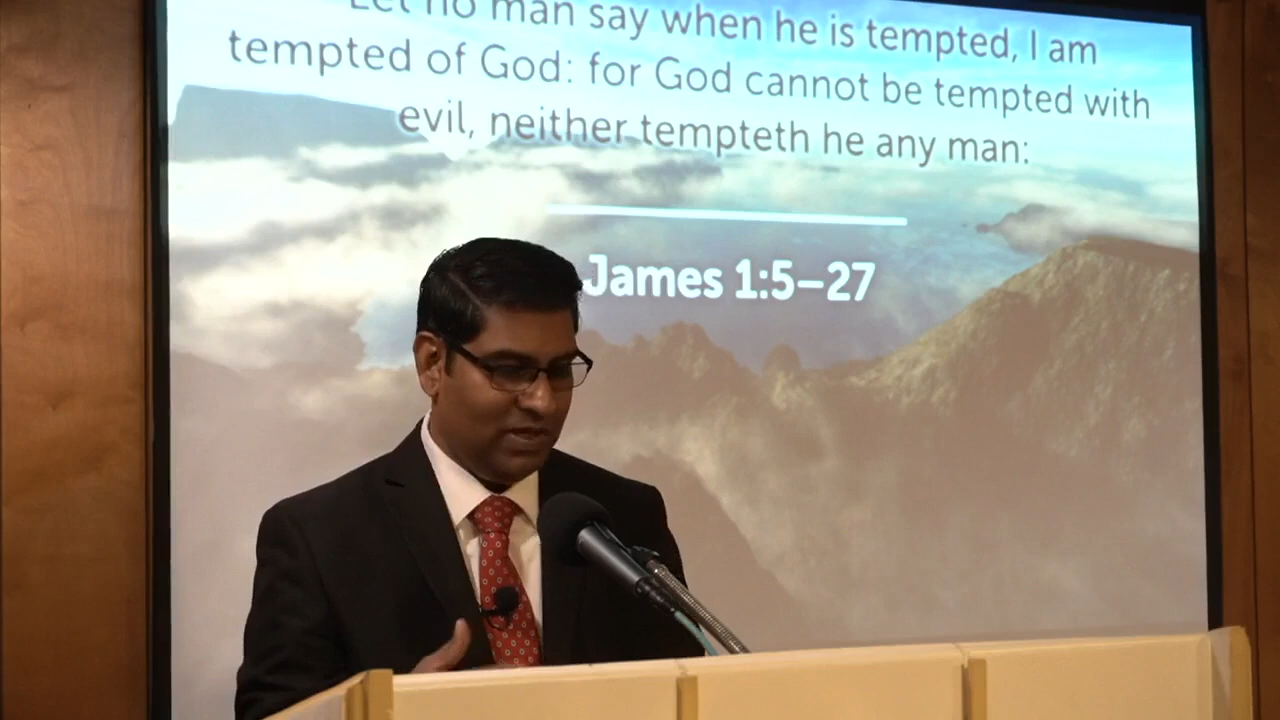 Let no man say when he is tempted, I am
tempted of God: for God cannot be tempted with
evil, neither tempteth he any man:
James 1:5–27